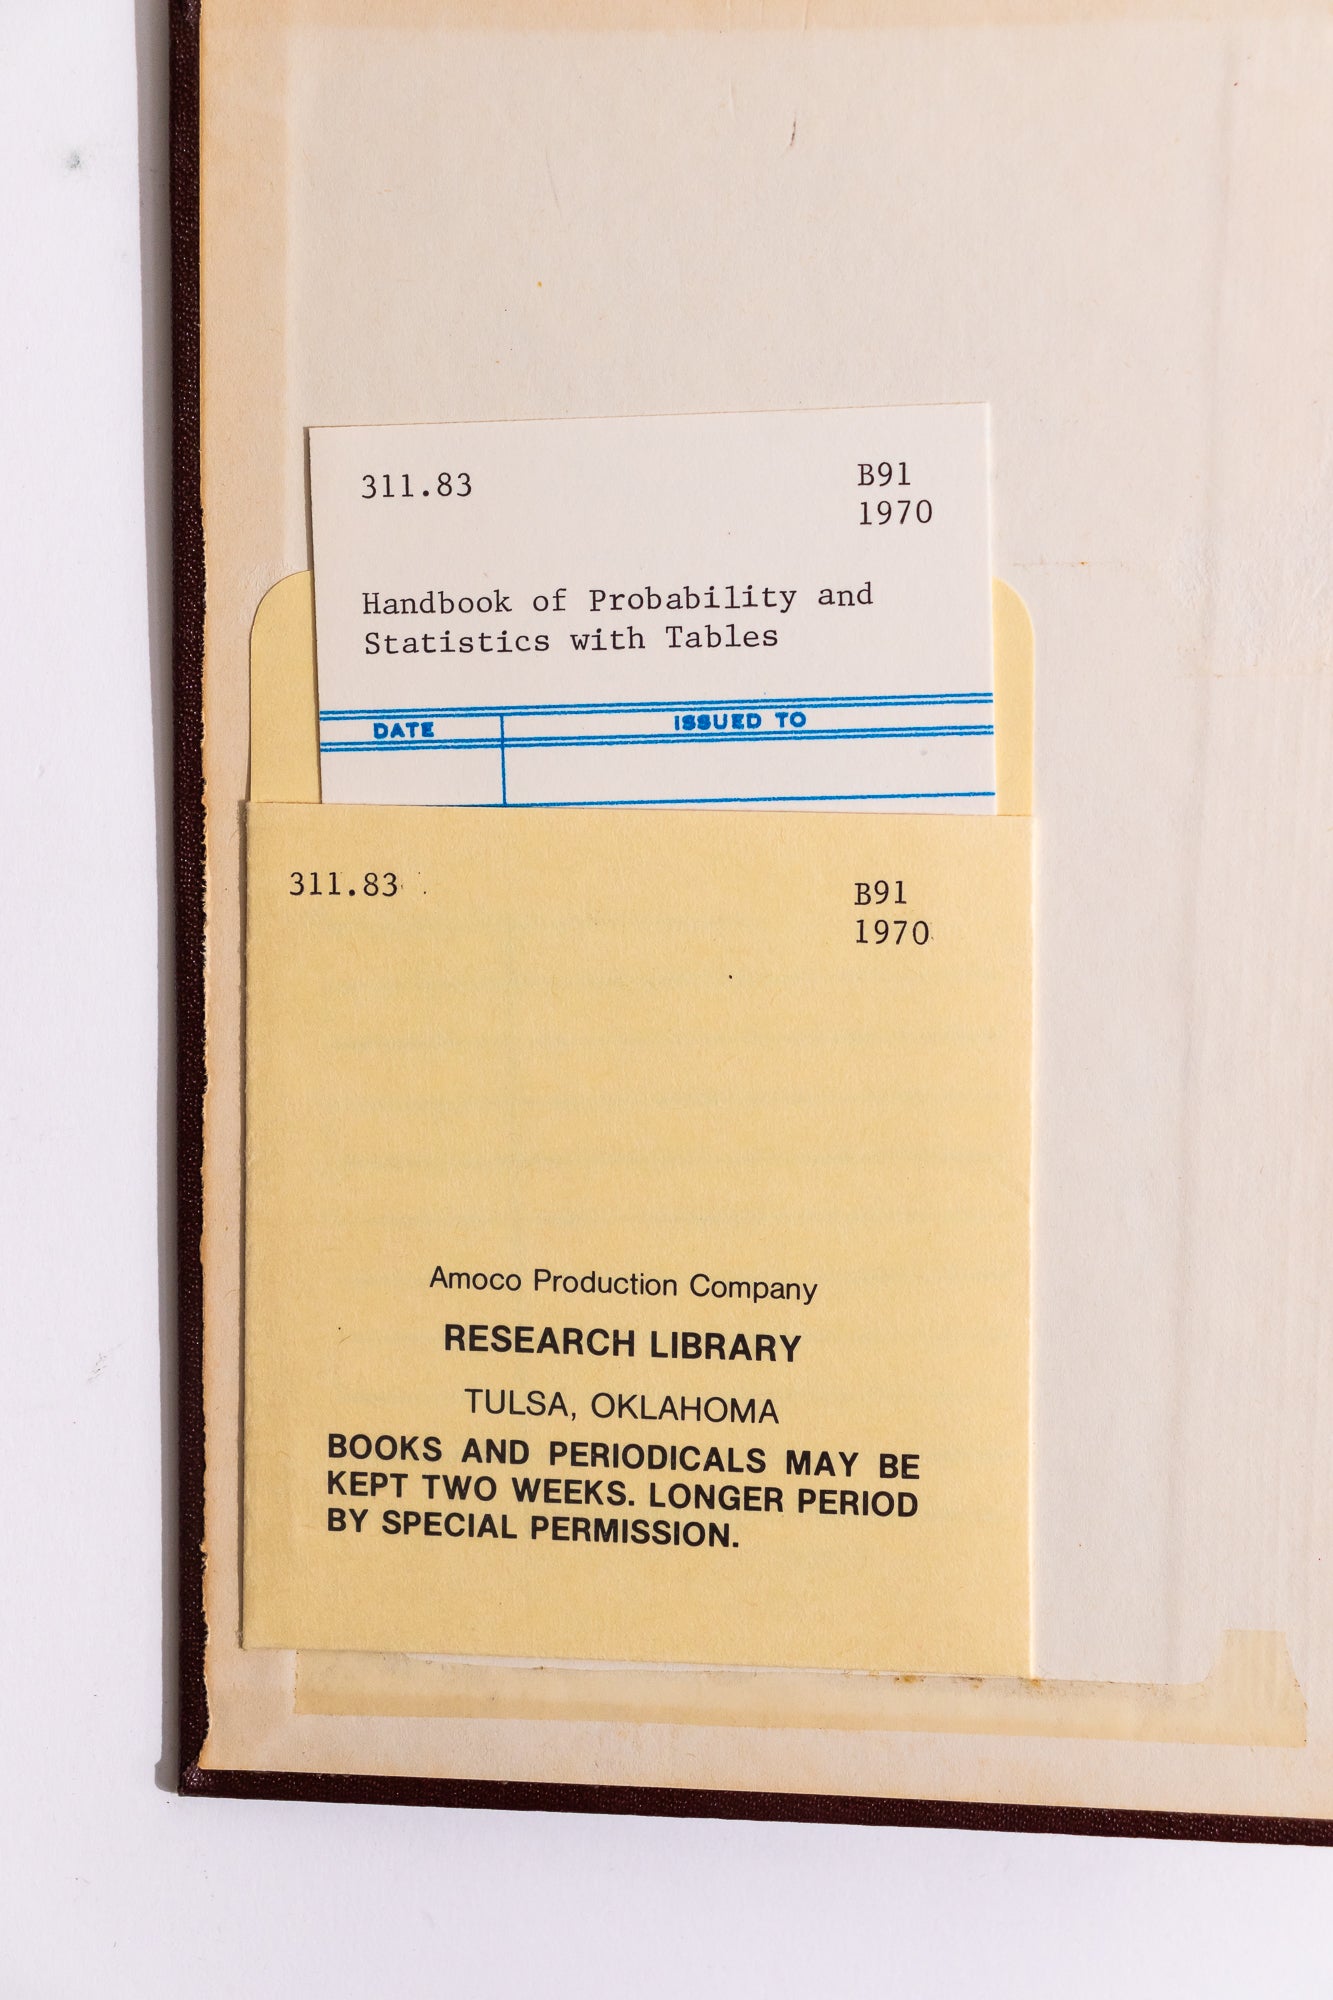 311.83
B91
1970
Handbook of Probability and
Statistics with Tables
DATE
ISSUED TO
311.83
B91
1970
Amoco Production Company
RESEARCH LIBRARY
TULSA, OKLAHOMA
BOOKS AND PERIODICALS MAY BE
KEPT TWO WEEKS. LONGER PERIOD
BY SPECIAL PERMISSION.